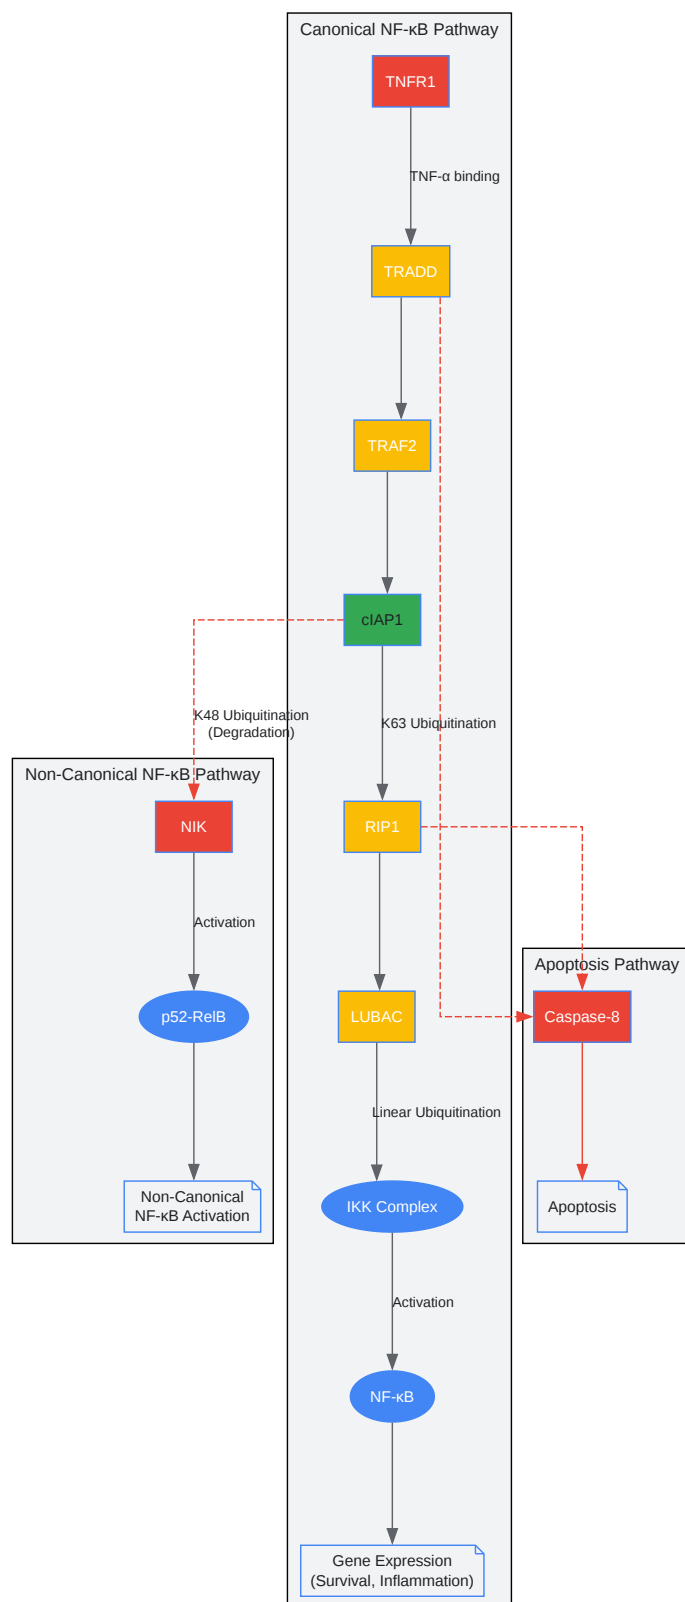 Canonical NF-κB Pathway
TNFR1
TNF-α binding
TRADD
TRAF2
cIAP1
K48 Ubiquitination
(Degradation)
K63 Ubiquitination
Non-Canonical NF-κB Pathway
NIK
RIP1
Activation
Apoptosis Pathway
p52-RelB
LUBAC
Caspase-8
Linear Ubiquitination
Non-Canonical
NF-κB Activation
IKK Complex
Apoptosis
Activation
NF-κB
Gene Expression
(Survival, Inflammation)